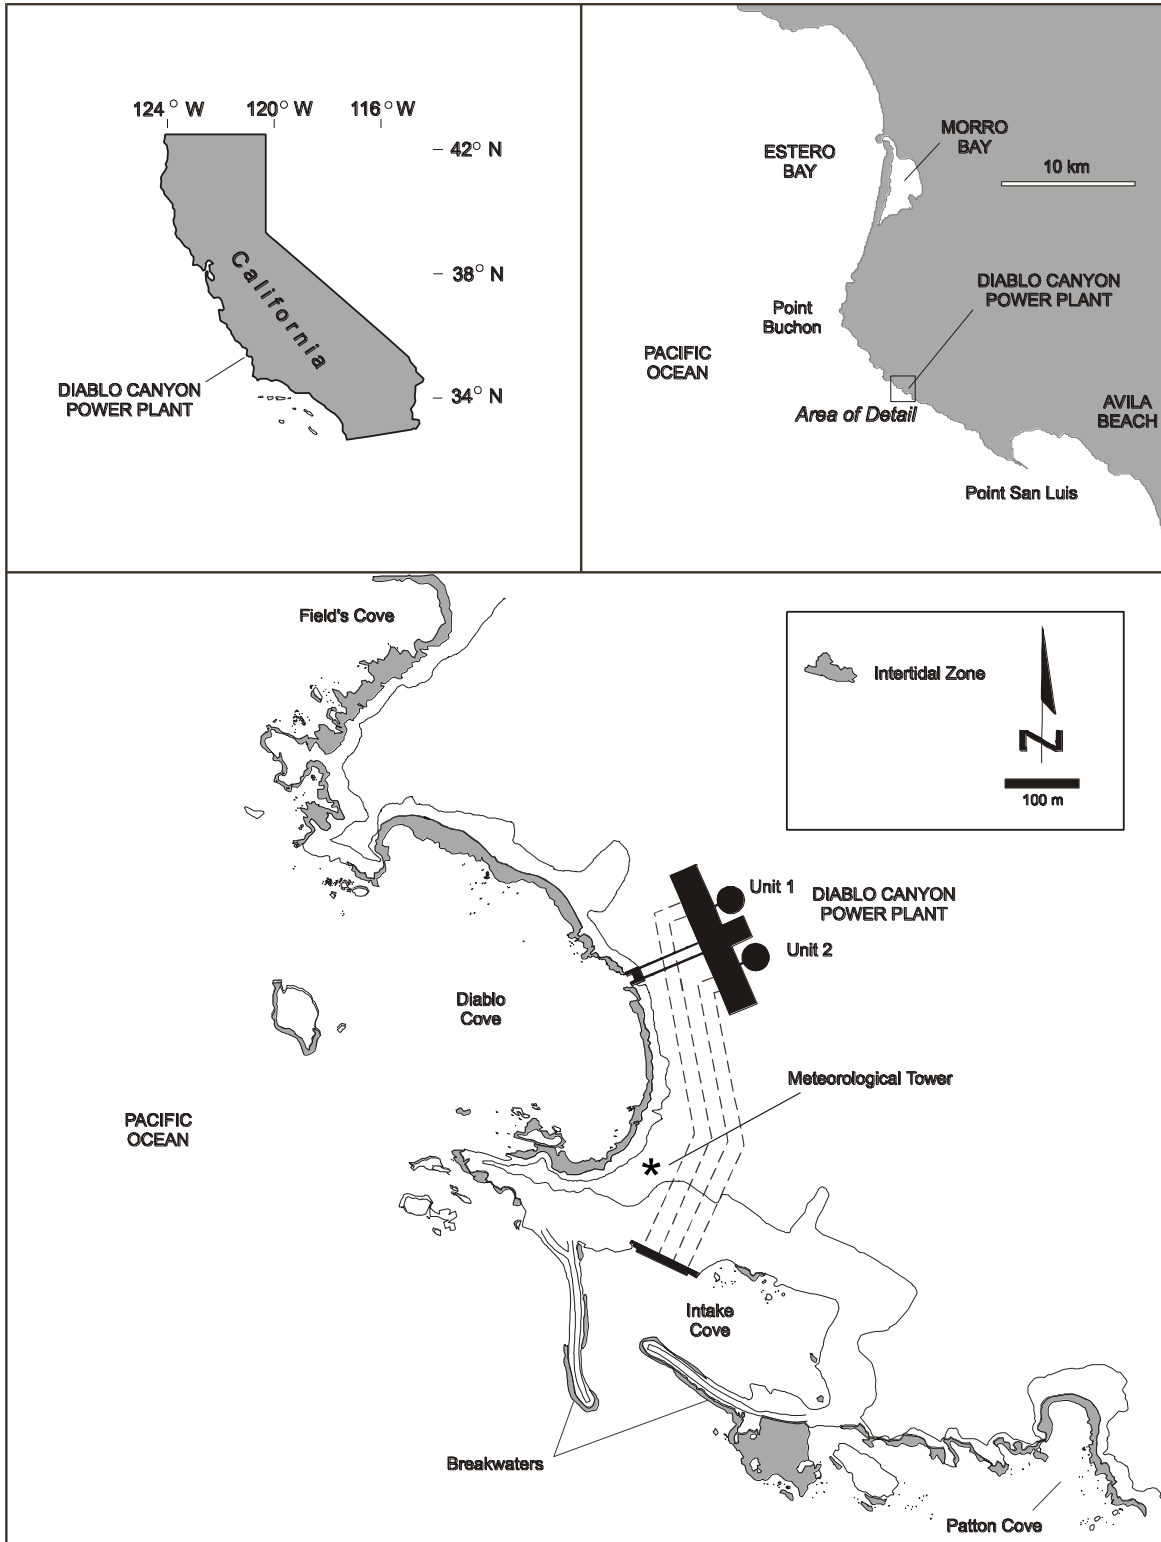 124° W 120° W 116° W
42° N
38° N
34° N
California
DIABLO CANYON
POWER PLANT
MORRO
BAY
ESTERO
BAY
10 km
DIABLO CANYON
POWER PLANT
Point
Buchon
PACIFIC
OCEAN
Area of Detail
AVILA
BEACH
Point San Luis
Field's Cove
Intertidal Zone
N
100 m
Unit 1
DIABLO CANYON
POWER PLANT
Unit 2
Diablo
Cove
Meteorological Tower
PACIFIC
OCEAN
*
Intake
Cove
Breakwaters
Patton Cove